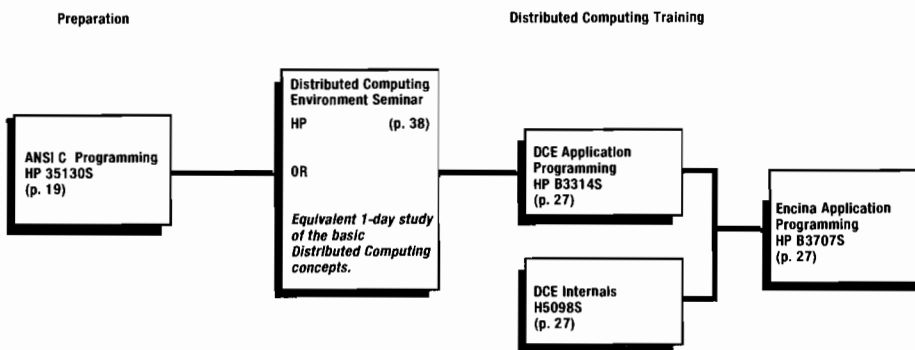 Preparation
Distributed Computing Training
ANSI C Programming
HP 35130S
(p. 19)
Distributed Computing
Environment Seminar
HP (p. 38)
OR
Equivalent 1-day study
of the basic
Distributed Computing
concepts.
DCE Application
Programming
HP B3314S
(p. 27)
DCE Internals
H5098S
(p. 27)
Encina Application
Programming
HP B3707S
(p. 27)